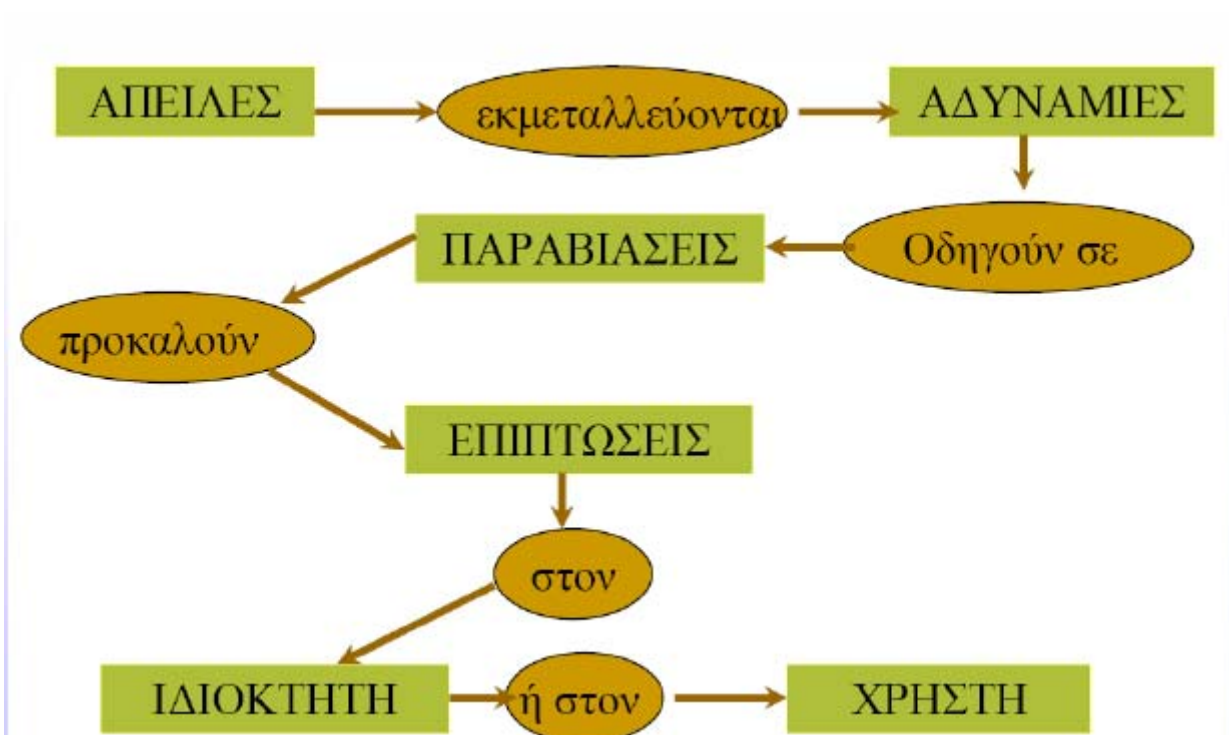 ΑΠΕΙΛΕΣ
εκμεταλλεύονται
ΑΔΥΝΑΜΙΕΣ
Οδηγούν σε
ΠΑΡΑΒΙΑΣΕΙΣ
προκαλούν
ΕΠΙΠΤΩΣΕΙΣ
στον
ΙΔΙΟΚΤΗΤΗ
ή στον
ΧΡΗΣΤΗ